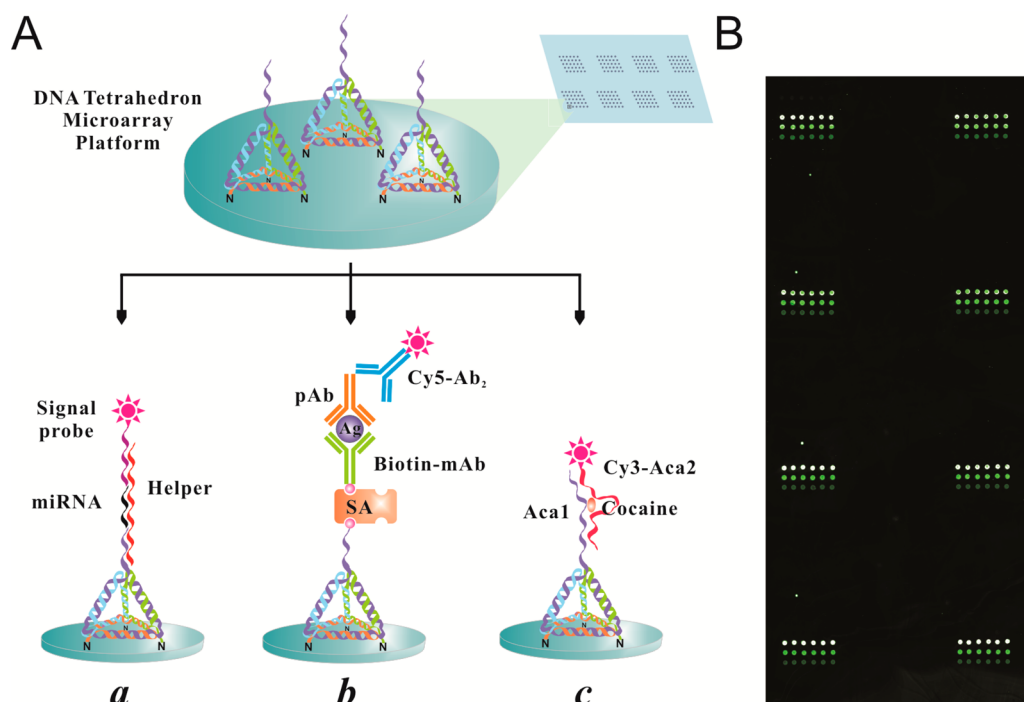 A
B
DNA Tetrahedron
Microarray
Platform
N
N
N
N
N
N
N
N
N
Signal
probe
miRNA
Helper
pAb
Cy5-Ab₂
Ag
Biotin-mAb
SA
Cy3-Aca2
Aca1
Cocaine
N
N
N
N
N
N
N
N
N
a
b
c